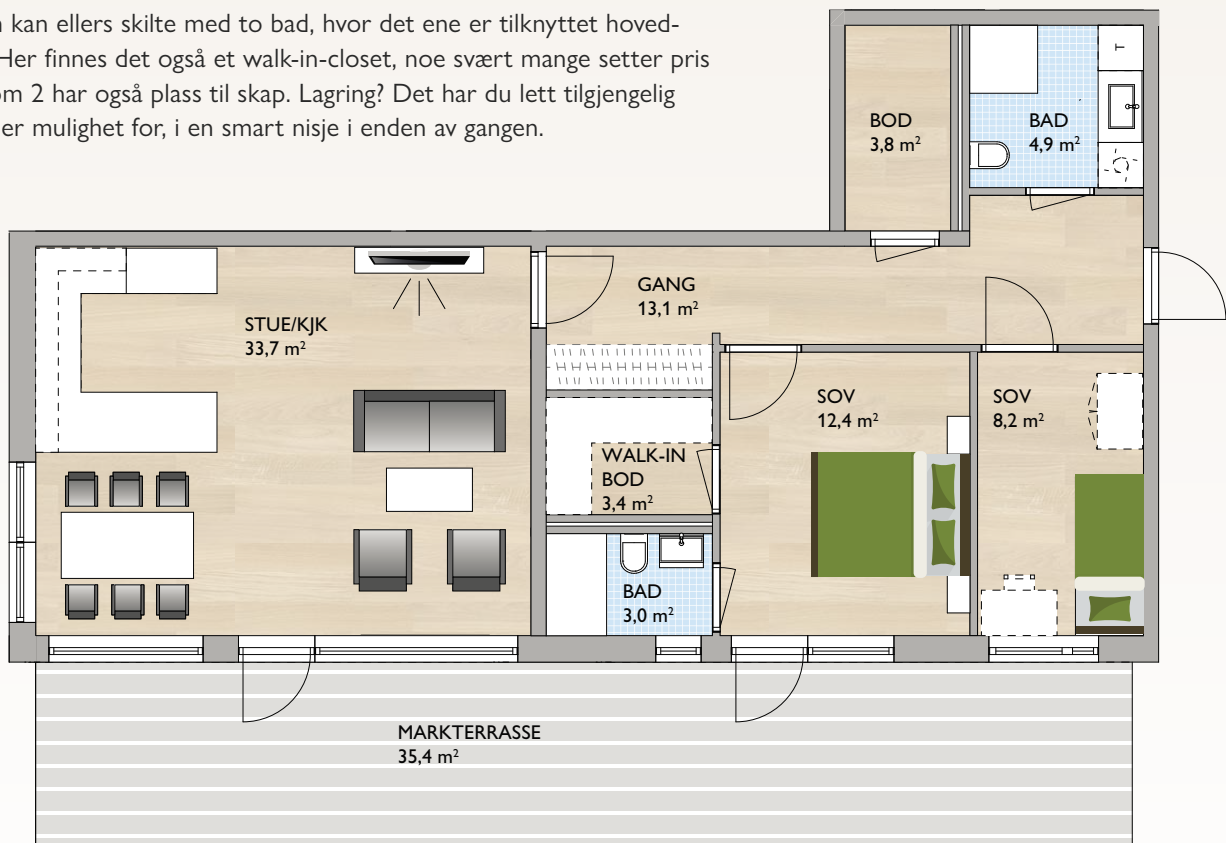 kan ellers skilte med to bad, hvor det ene er tilknyttet hoved-
Her finnes det også et walk-in-closet, noe svært mange setter pris
om 2 har også plass til skap. Lagring? Det har du lett tilgjengelig
er mulighet for, i en smart nisje i enden av gangen.
BOD
3,8 m²
T
BAD
4,9 m²
GANG
13,1 m²
STUE/KJK
33,7 m²
SOV
12,4 m²
SOV
8,2 m²
WALK-IN
BOD
3,4 m²
BAD
3,0 m²
MARKTERRASSE
35,4 m²